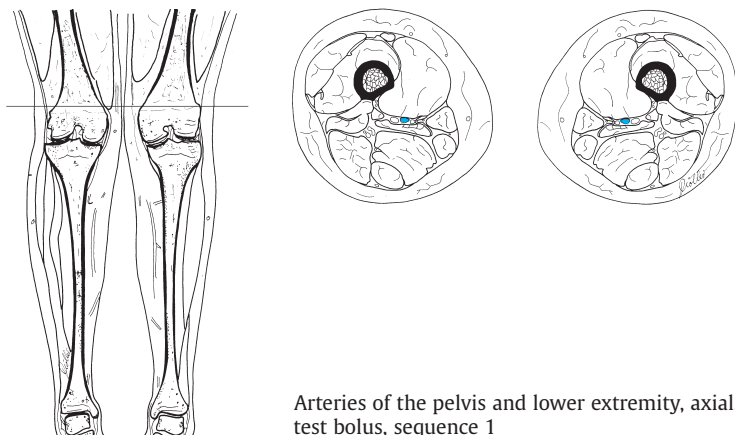 Arteries of the pelvis and lower extremity, axial
test bolus, sequence 1